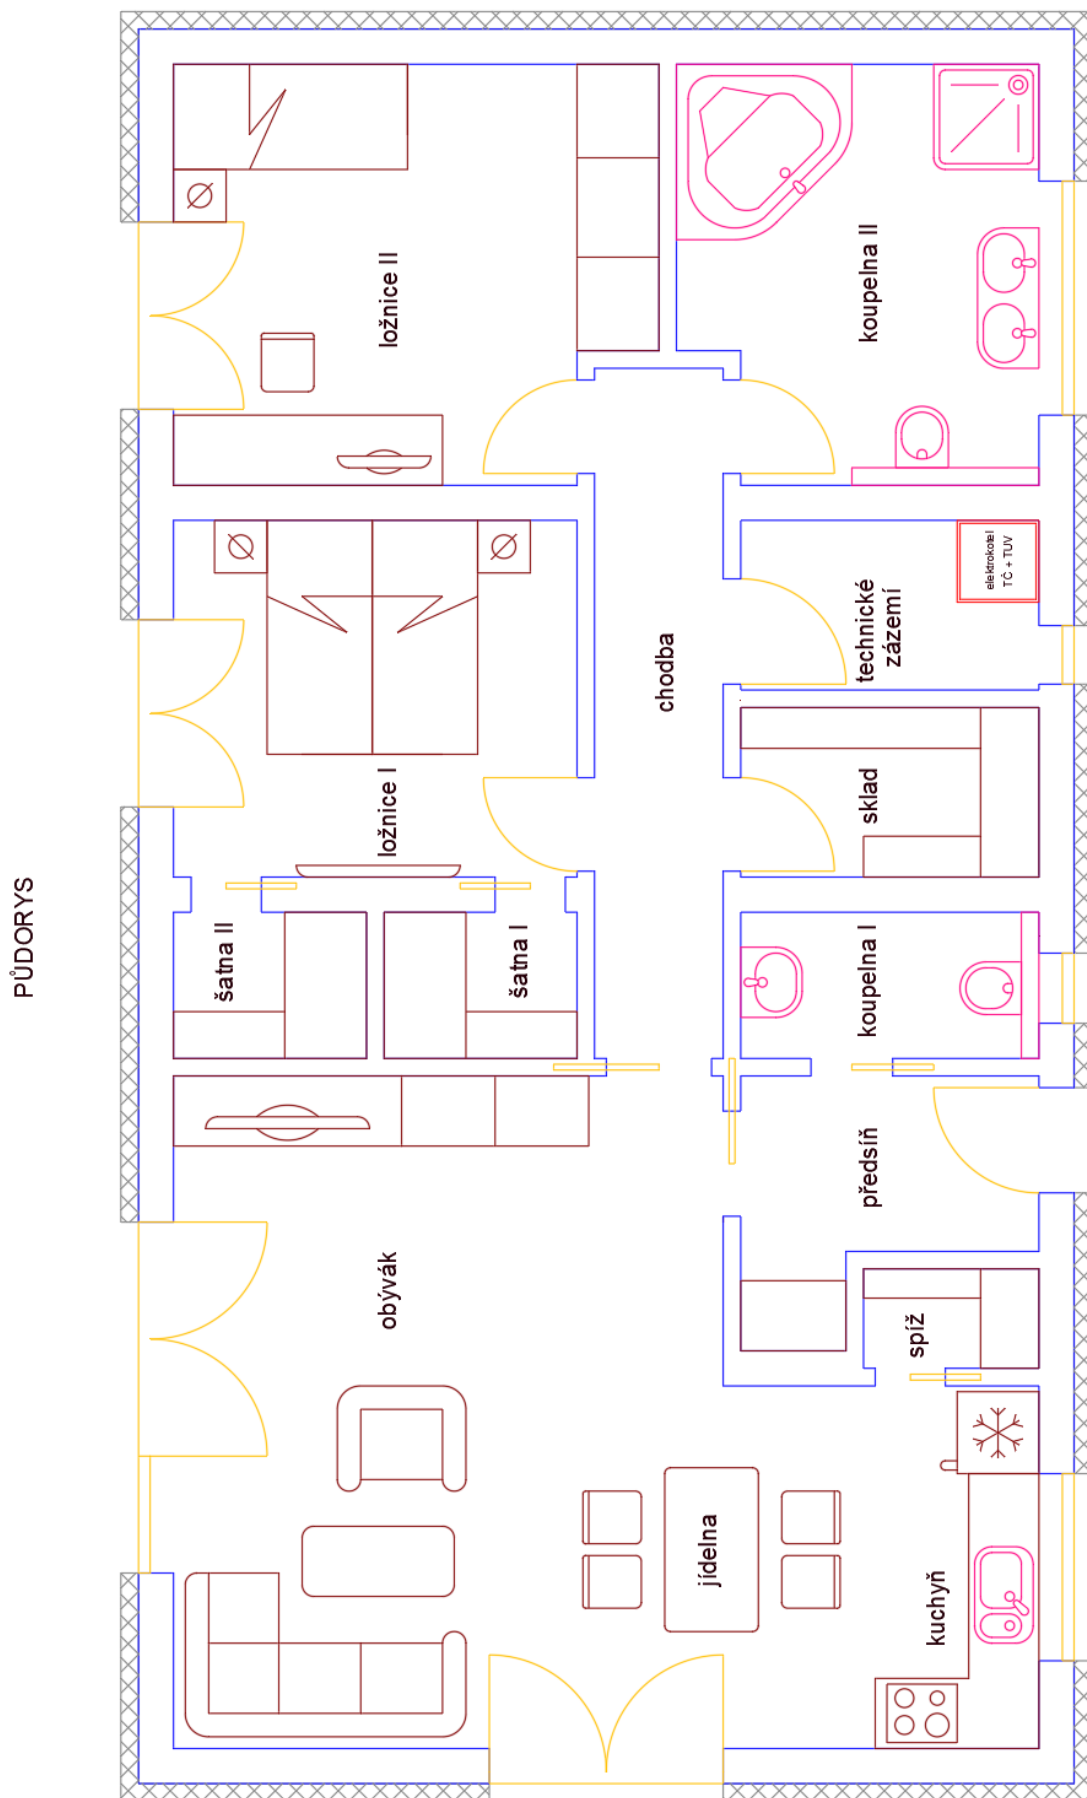 PŮDORYS
ložnice II
koupelna II
elektrokotel
TČ + TUV
technické
zázemí
chodba
ložnice I
sklad
šatna II
šatna I
koupelna I
předsíň
obývák
spíž
jídelna
kuchyň